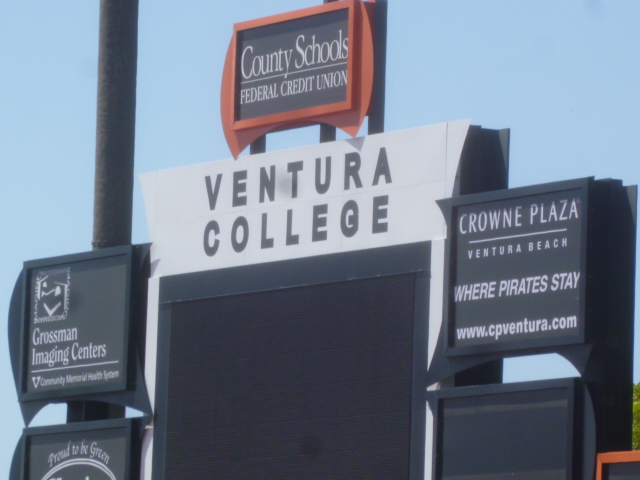 County Schools
FEDERAL CREDIT UNION
VENTURA
COLLEGE
CROWNE PLAZA
VENTURA BEACH
WHERE PIRATES STAY
www.cpventura.com
Grossman
Imaging Centers
Community Memorial Health System
Proud to be Green